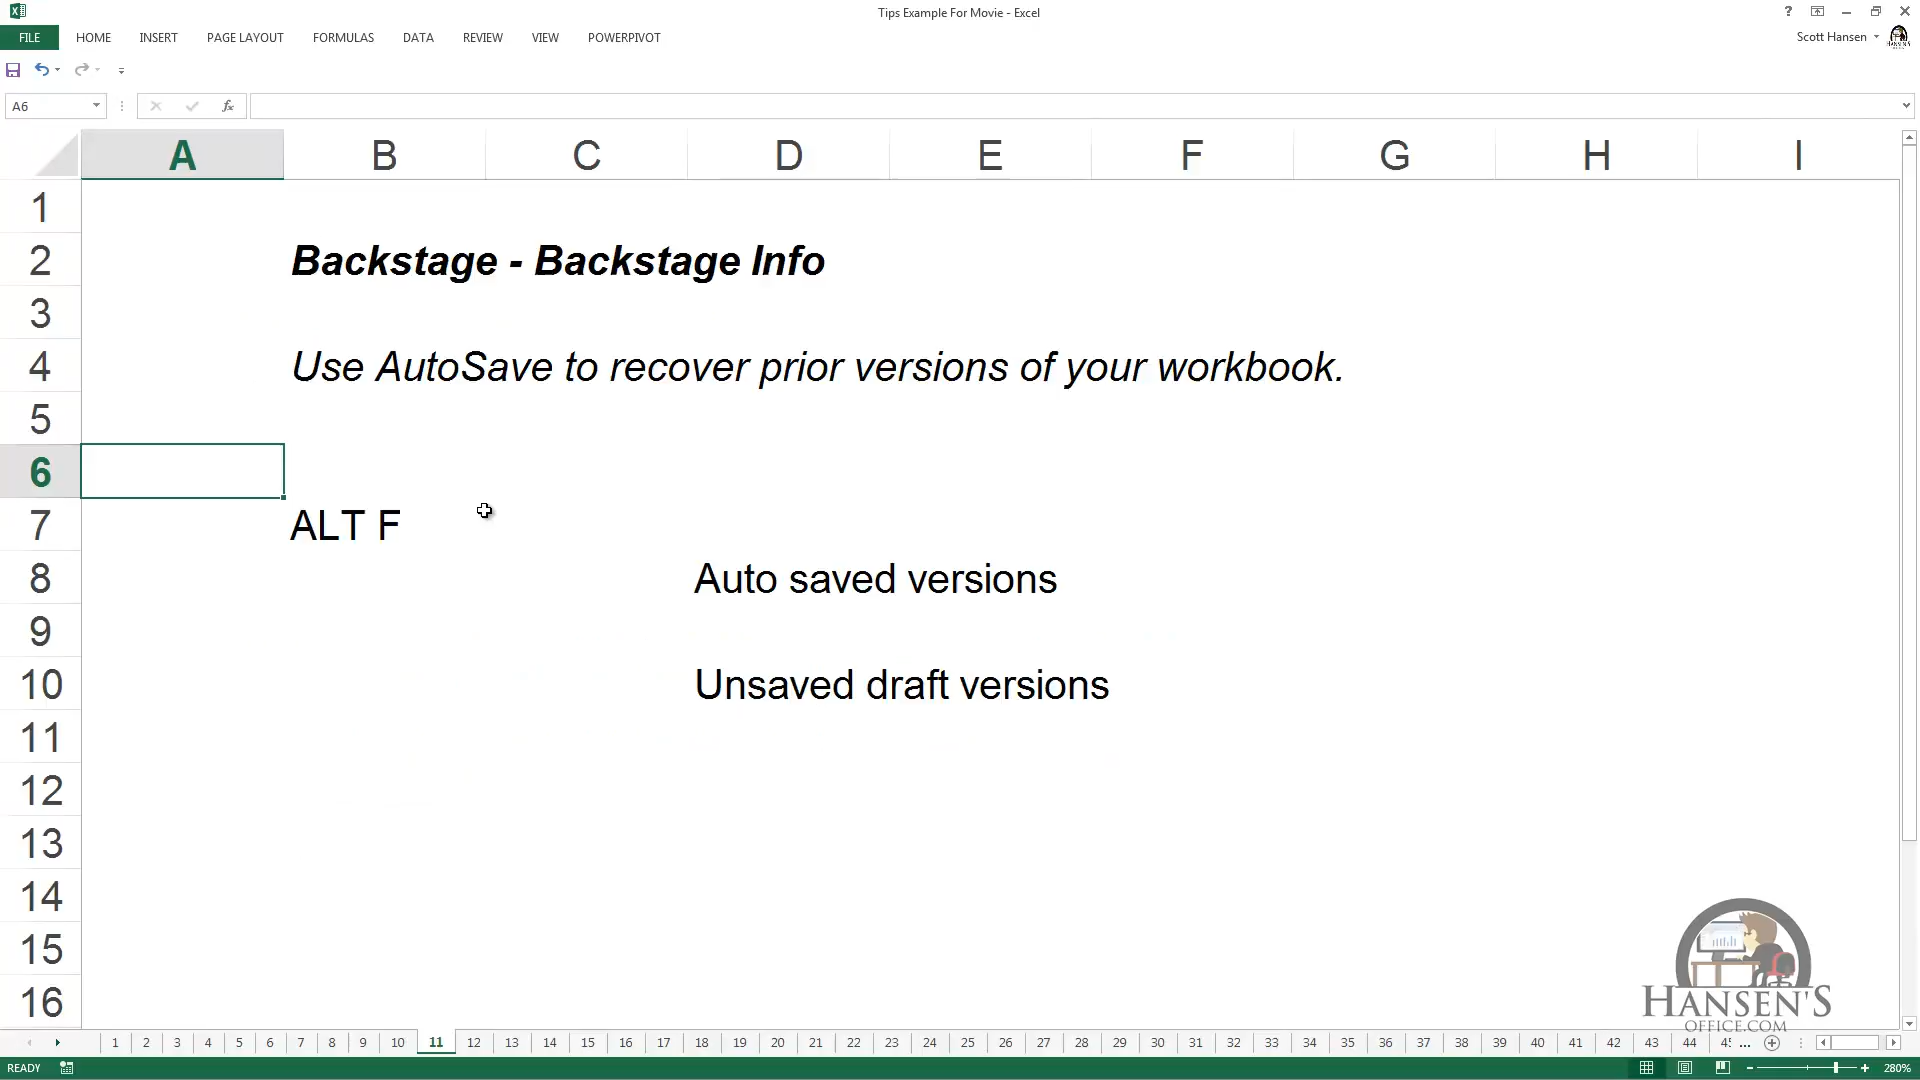 Tips Example For Movie - Excel
?
FILE HOME INSERT PAGE LAYOUT FORMULAS DATA REVIEW VIEW POWERPIVOT
Scott Hansen
A6
fx
A B C D E F G H I
1
2 Backstage - Backstage Info
3
4 Use AutoSave to recover prior versions of your workbook.
5
6
7 ALT F
8 Auto saved versions
9
10 Unsaved draft versions
11
12
13
14
15
16
HANSEN'S
OFFICE.COM
1 2 3 4 5 6 7 8 9 10 11 12 13 14 15 16 17 18 19 20 21 22 23 24 25 26 27 28 29 30 31 32 33 34 35 36 37 38 39 40 41 42 43 44 ...
READY
280%